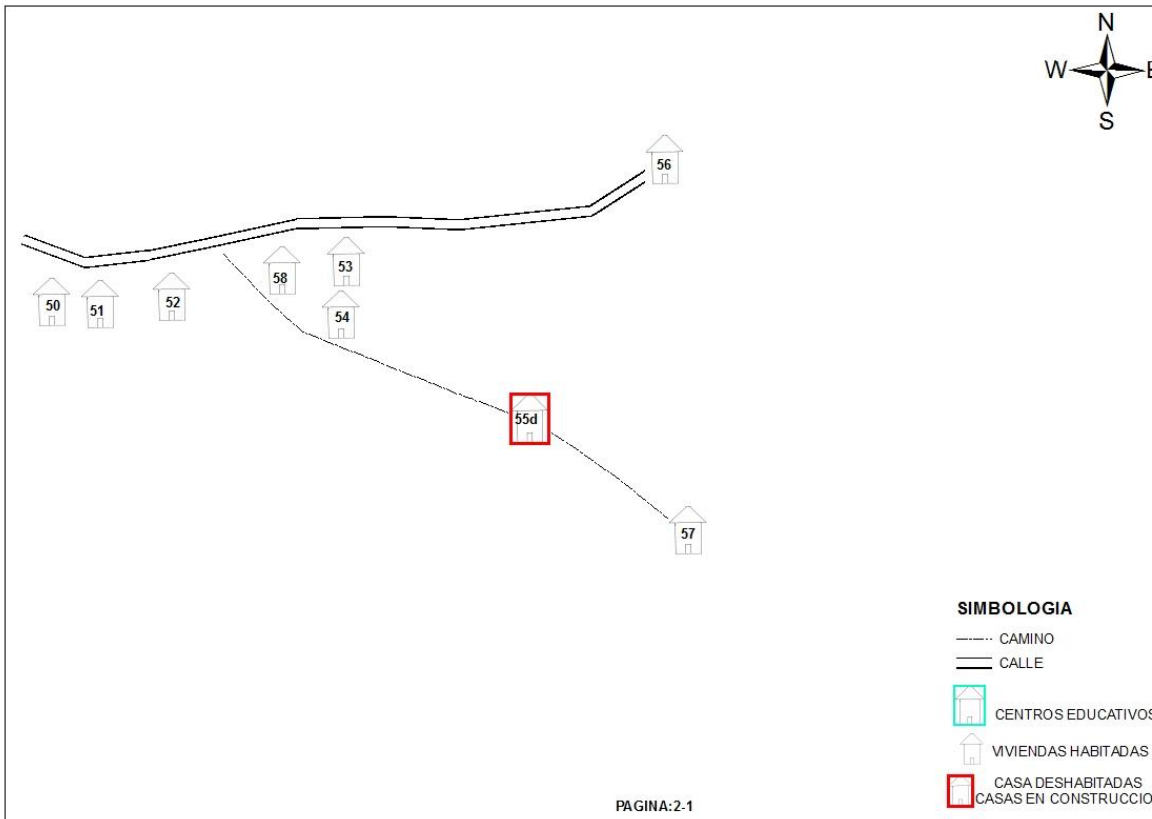 N
W E
S
56
53
58
50
51
52
54
55d
57
SIMBOLOGIA
CAMINO
CALLE
CENTROS EDUCATIVOS
VIVIENDAS HABITADAS
CASA DESHABITADAS
CASAS EN CONSTRUCCIO
PAGINA:2-1